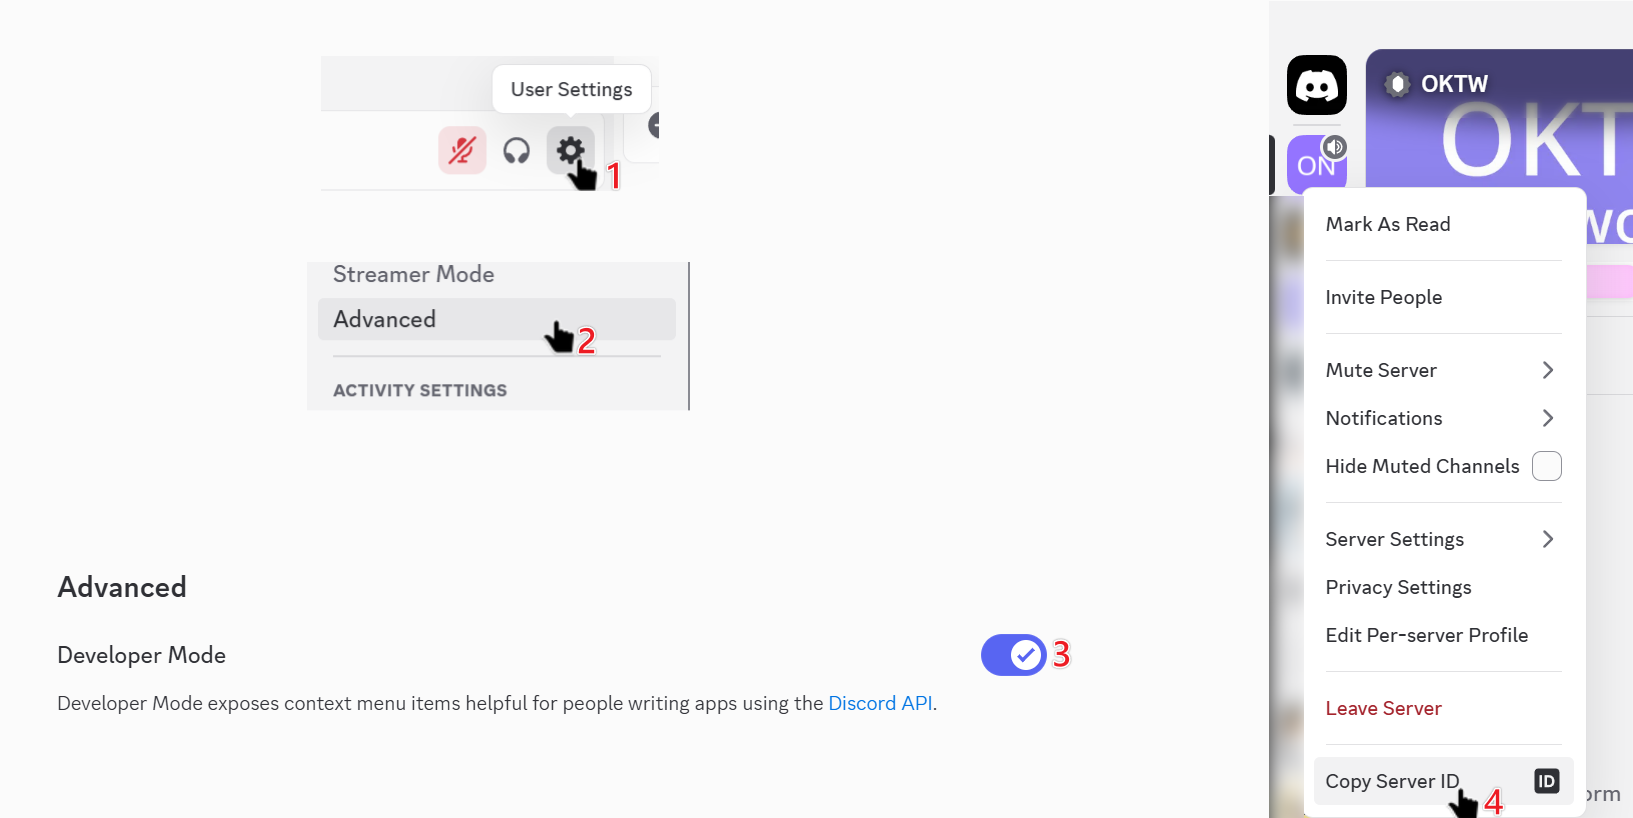 User Settings
1
Streamer Mode
Advanced
2
ACTIVITY SETTINGS
Advanced
Developer Mode
3
Developer Mode exposes context menu items helpful for people writing apps using the Discord API.
OKTW
OKT
ON
Mark As Read
Invite People
Mute Server
Notifications
Hide Muted Channels
Server Settings
Privacy Settings
Edit Per-server Profile
Leave Server
Copy Server ID
ID
4